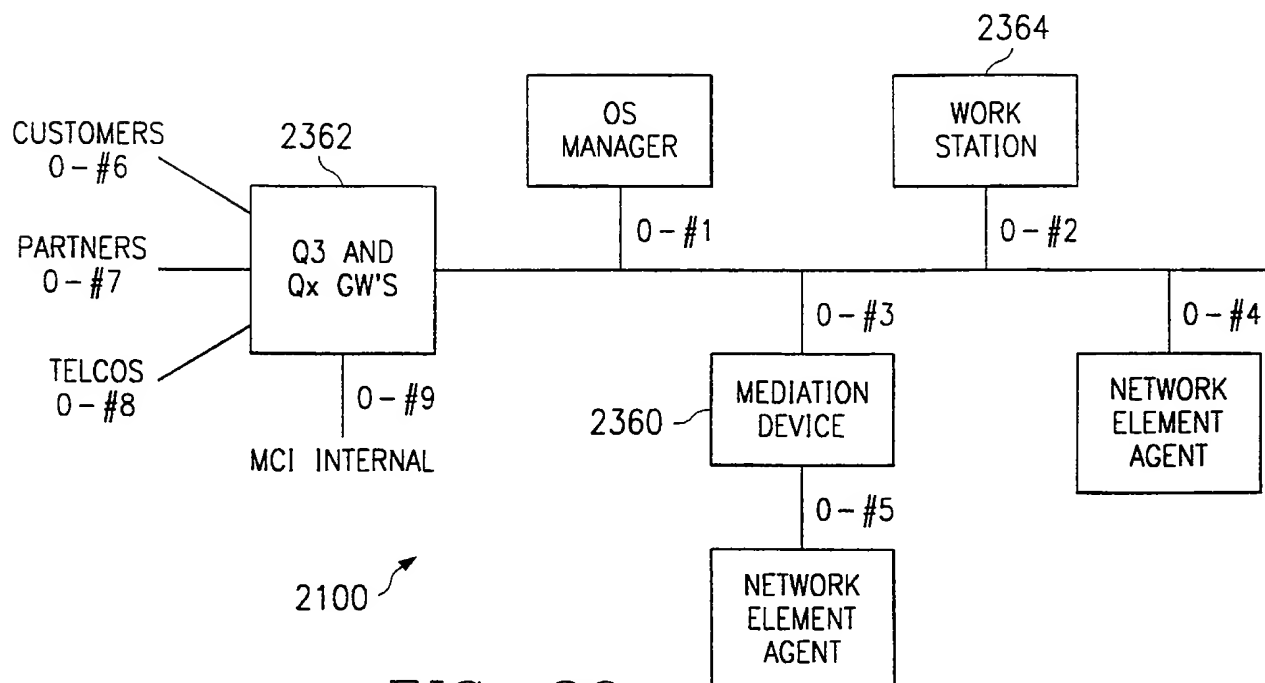 2364
OS
MANAGER
WORK
STATION
CUSTOMERS
0-#6
2362
PARTNERS
0-#7
Q3 AND
Qx GW'S
0-#1
0-#2
TELCOS
0-#8
0-#9
MCI INTERNAL
0-#3
0-#4
2360
MEDIATION
DEVICE
NETWORK
ELEMENT
AGENT
0-#5
2100
NETWORK
ELEMENT
AGENT